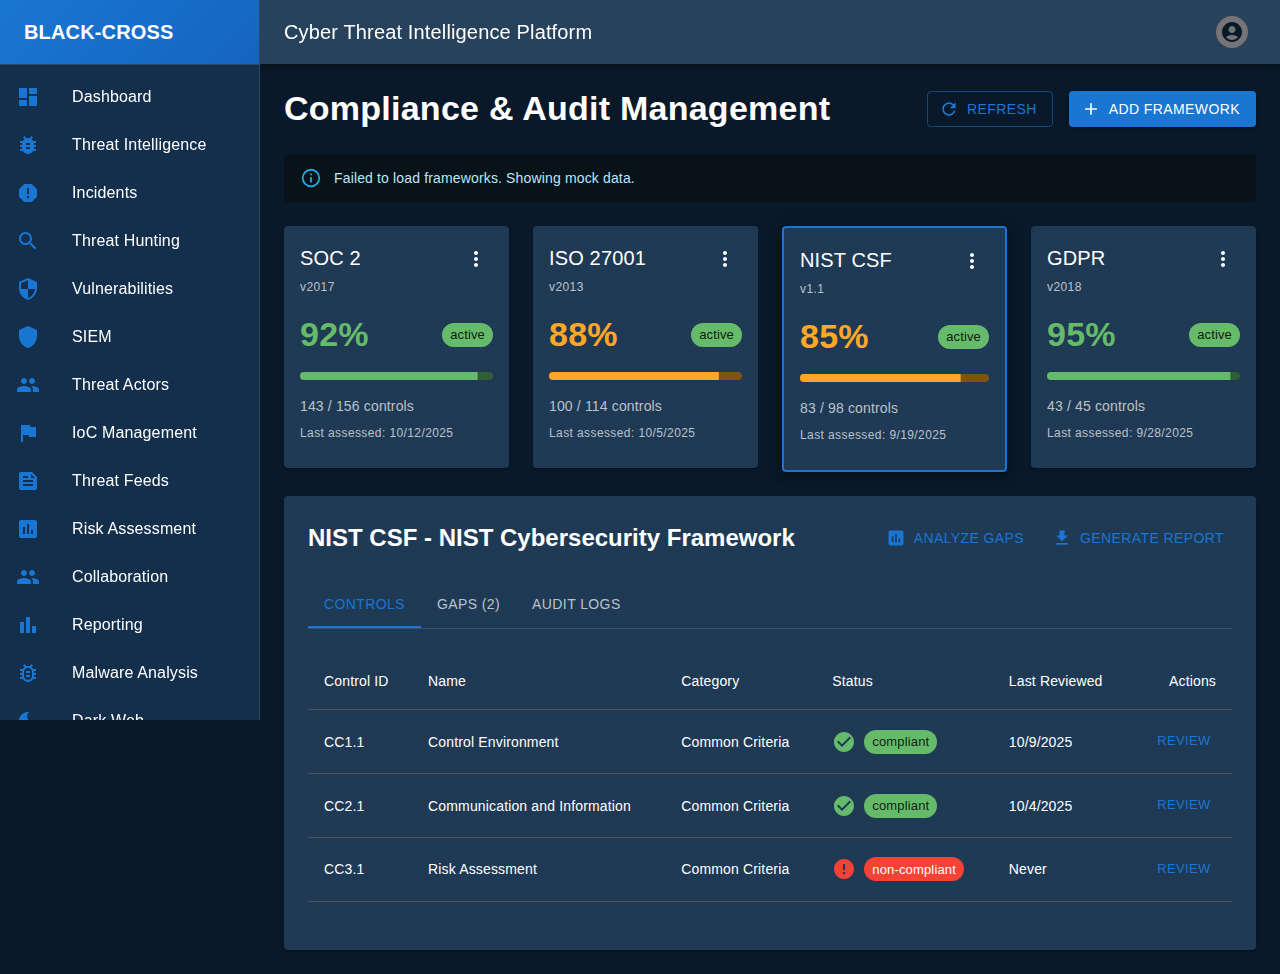 BLACK-CROSS
Cyber Threat Intelligence Platform
Dashboard
Threat Intelligence
Incidents
Threat Hunting
Vulnerabilities
SIEM
Threat Actors
IoC Management
Threat Feeds
Risk Assessment
Collaboration
Reporting
Malware Analysis
Dark Web
Compliance & Audit Management
REFRESH
ADD FRAMEWORK
Failed to load frameworks. Showing mock data.
SOC 2
v2017
92%
active
143 / 156 controls
Last assessed: 10/12/2025
ISO 27001
v2013
88%
active
100 / 114 controls
Last assessed: 10/5/2025
NIST CSF
v1.1
85%
active
83 / 98 controls
Last assessed: 9/19/2025
GDPR
v2018
95%
active
43 / 45 controls
Last assessed: 9/28/2025
NIST CSF - NIST Cybersecurity Framework
ANALYZE GAPS
GENERATE REPORT
CONTROLS GAPS (2) AUDIT LOGS
Control ID Name Category Status Last Reviewed Actions
CC1.1 Control Environment Common Criteria compliant 10/9/2025 REVIEW
CC2.1 Communication and Information Common Criteria compliant 10/4/2025 REVIEW
CC3.1 Risk Assessment Common Criteria non-compliant Never REVIEW